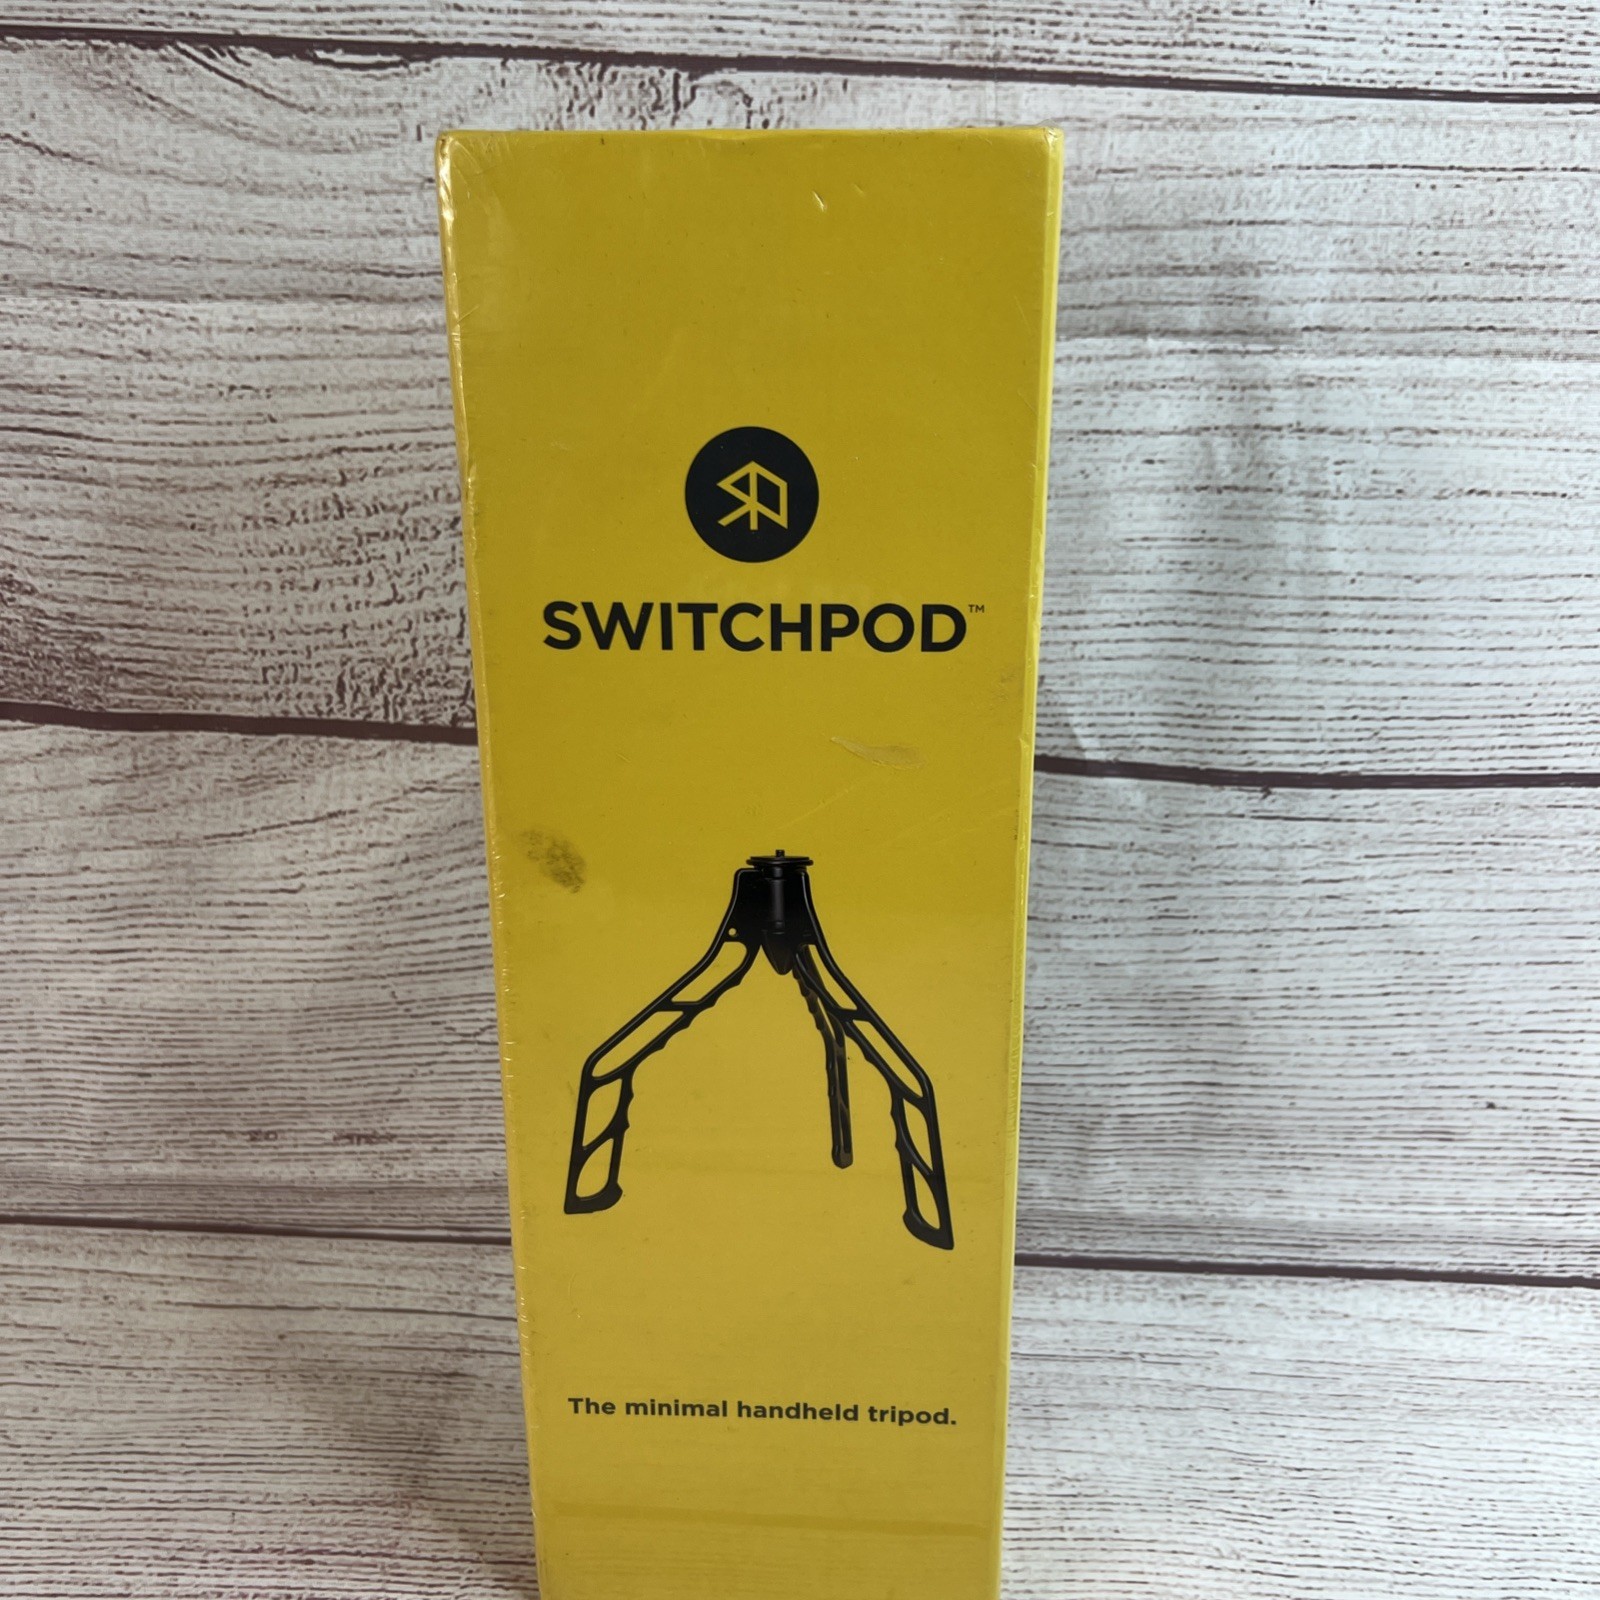 SWITCHPOD™
The minimal handheld tripod.